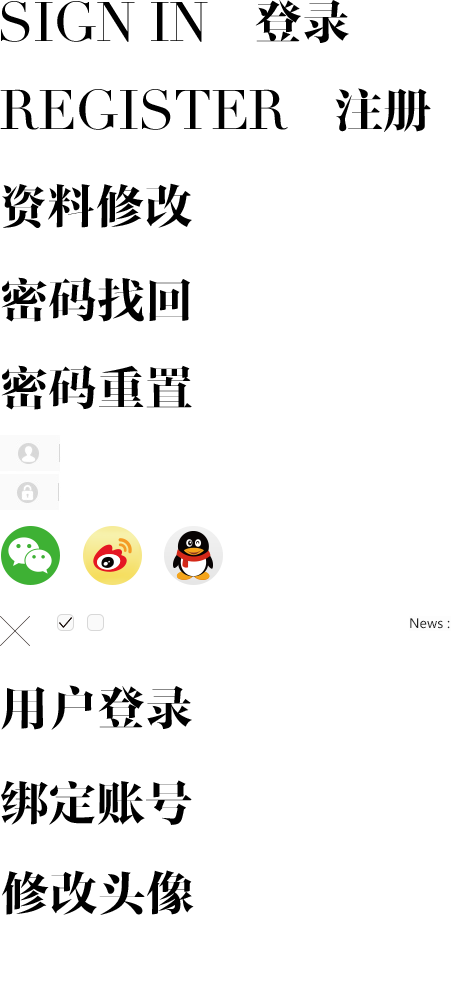 SIGN IN 登录
REGISTER 注册
资料修改
密码找回
密码重置
News :
用户登录
绑定账号
修改头像